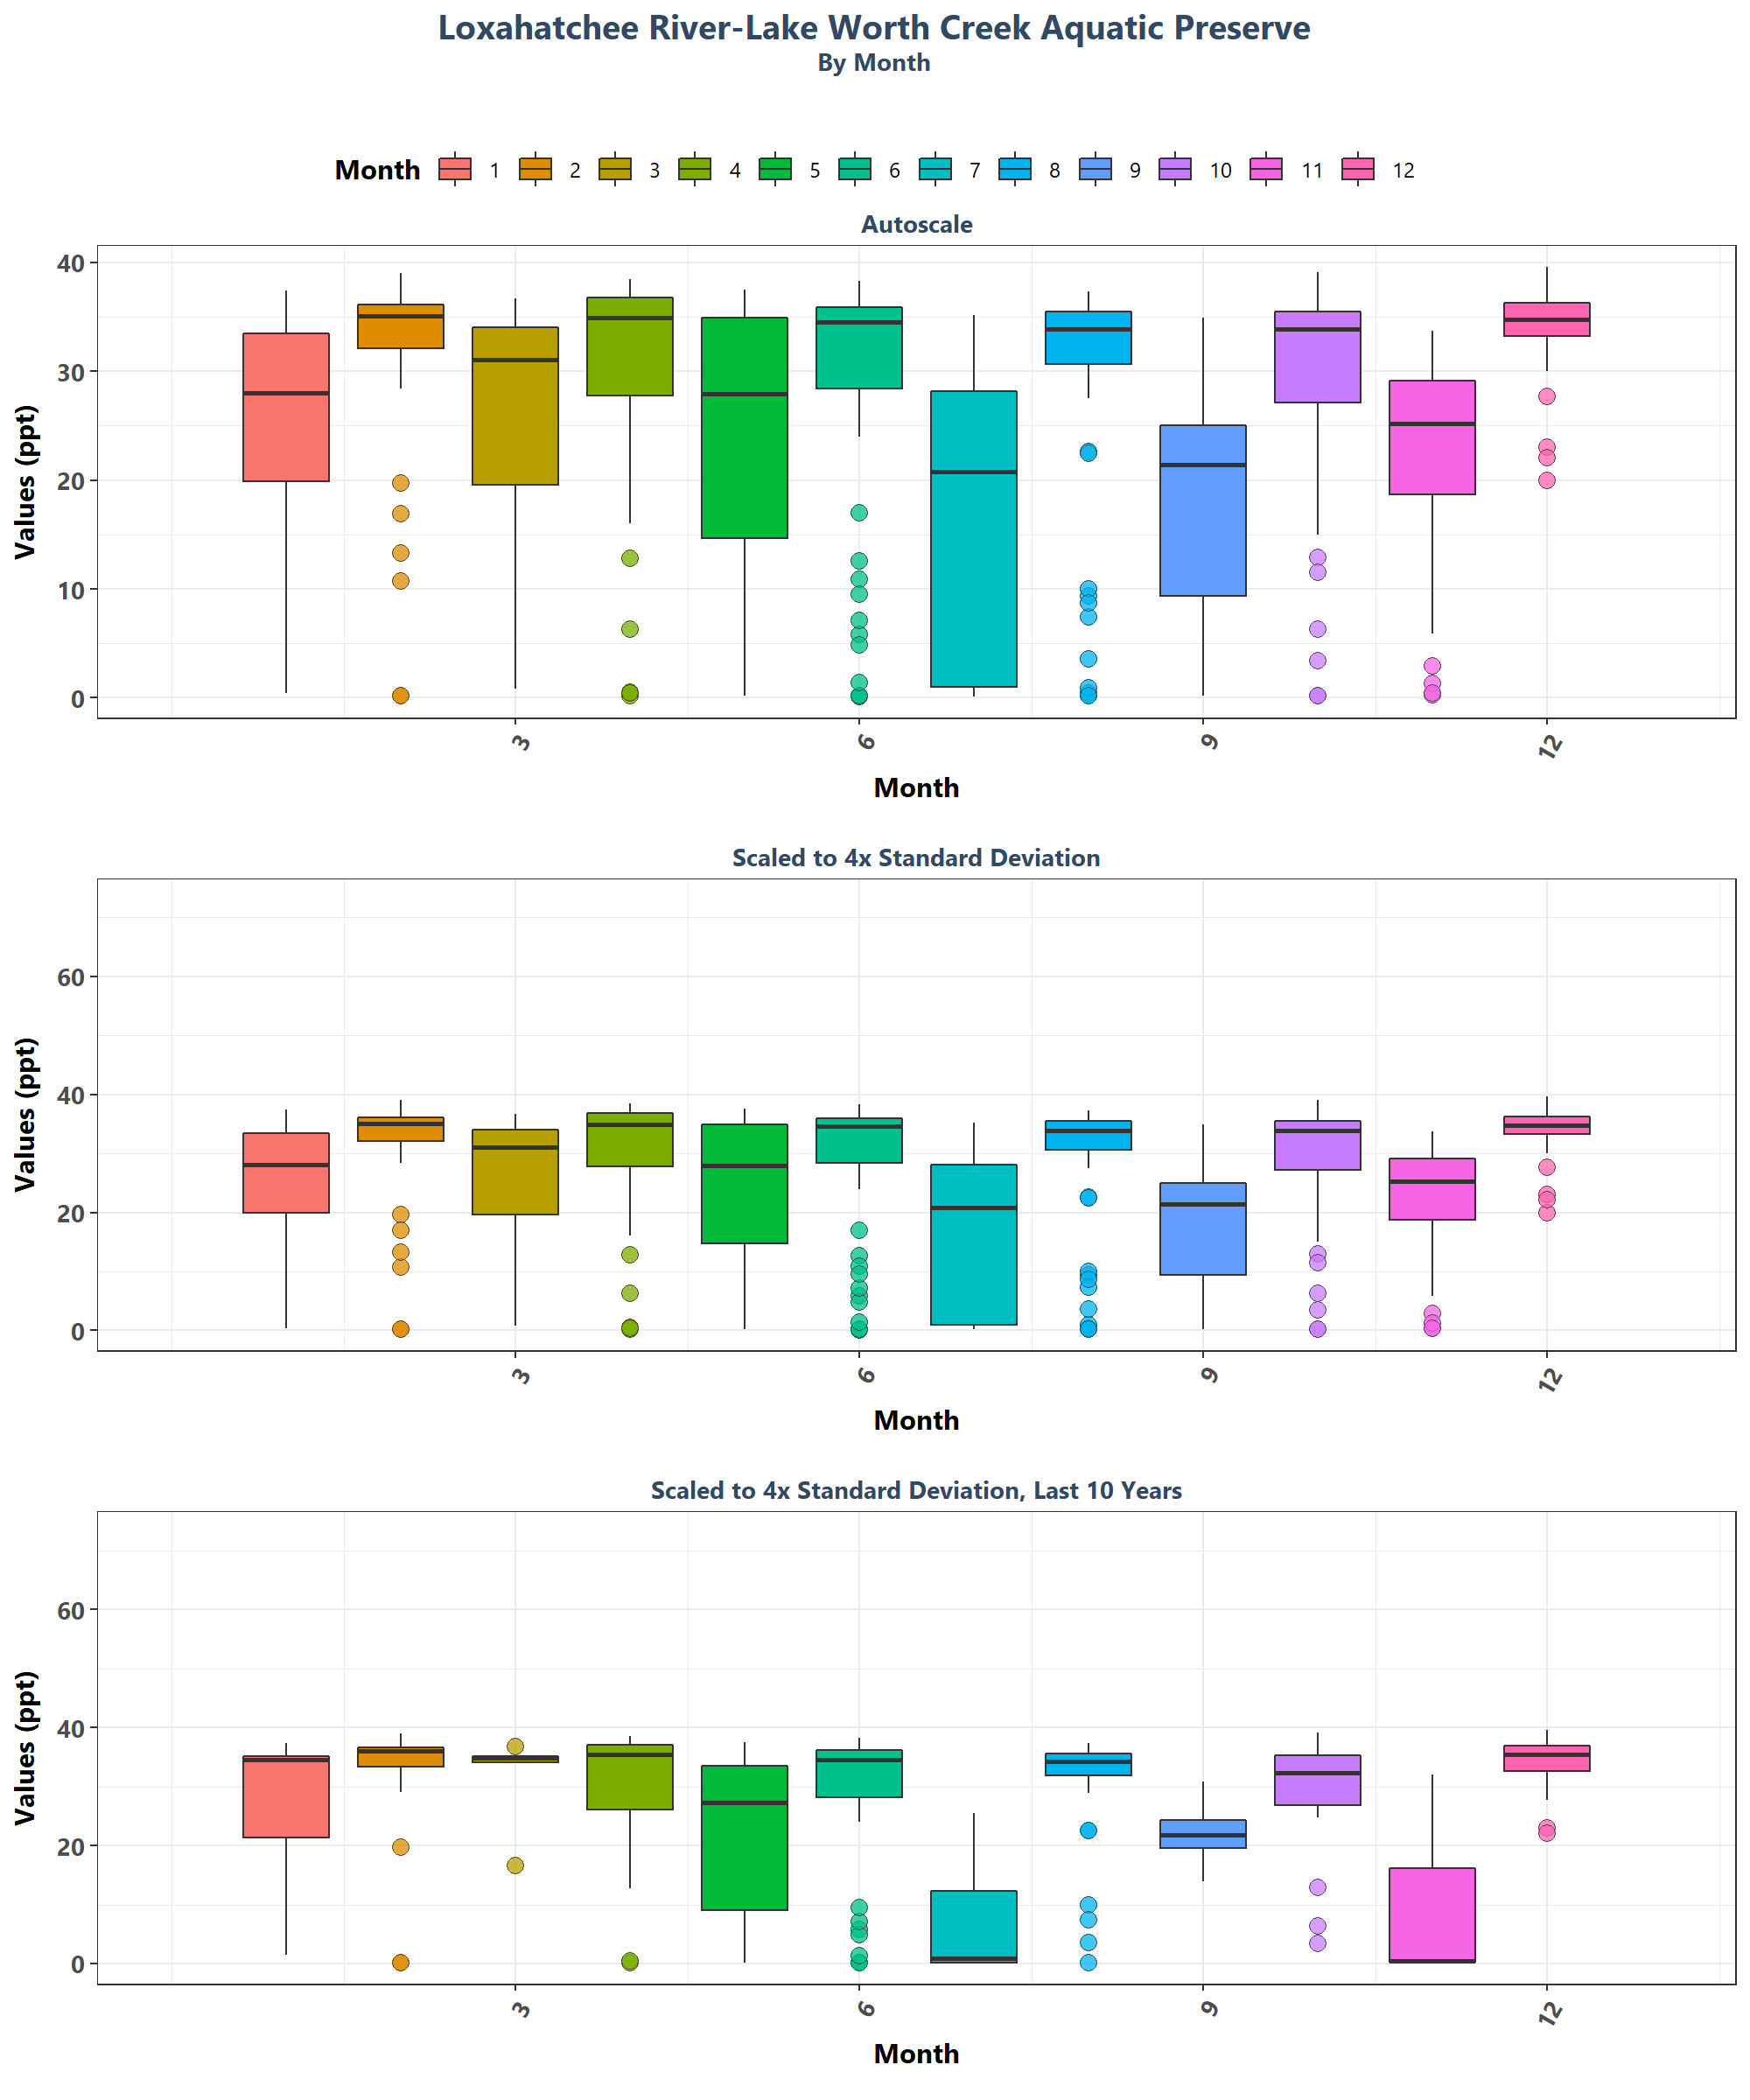 Loxahatchee River-Lake Worth Creek Aquatic Preserve
By Month
Month 1 2 3 4 5 6 7 8 9 10 11 12
Autoscale
Values (ppt)
40
30
20
10
0
3 6 9 12
Month
Scaled to 4x Standard Deviation
Values (ppt)
60
40
20
0
3 6 9 12
Month
Scaled to 4x Standard Deviation, Last 10 Years
Values (ppt)
60
40
20
0
3 6 9 12
Month